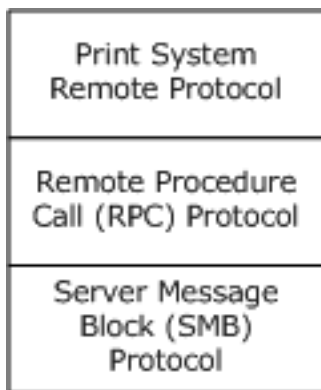 Print System
Remote Protocol
Remote Procedure
Call (RPC) Protocol
Server Message
Block (SMB)
Protocol